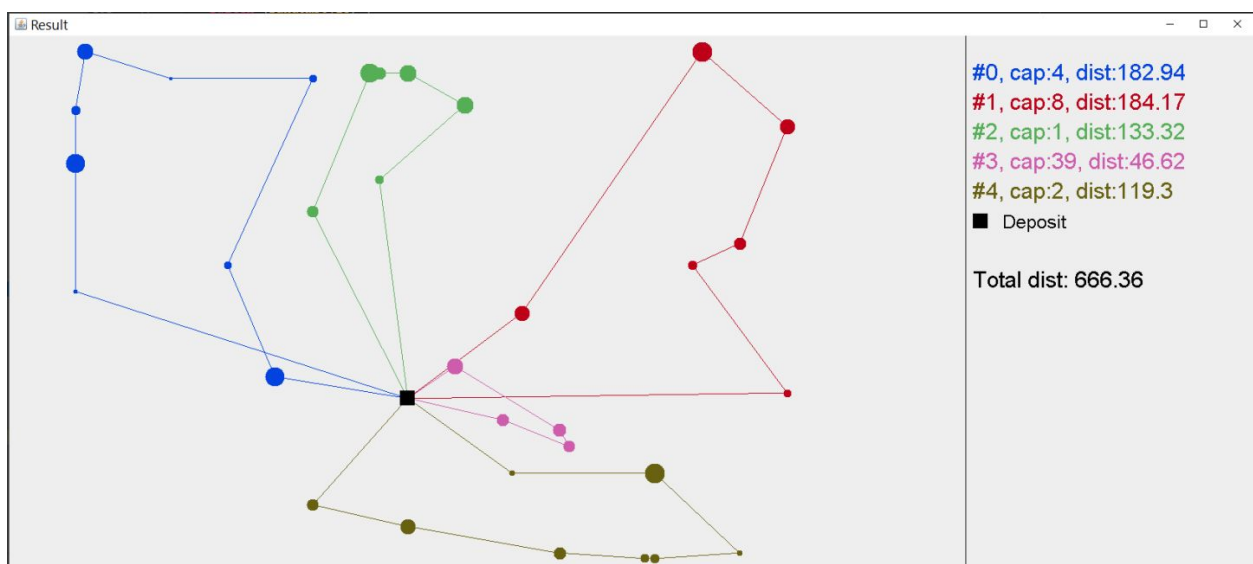 Result
#0, cap:4, dist:182.94
#1, cap:8, dist:184.17
#2, cap:1, dist:133.32
#3, cap:39, dist:46.62
#4, cap:2, dist:119.3
Deposit
Total dist: 666.36